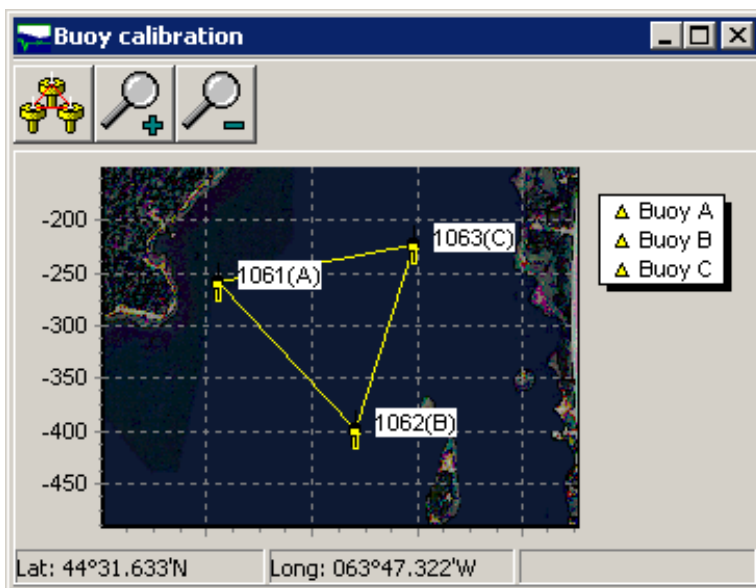 Buoy calibration
-200
-250
-300
-350
-400
-450
1061(A)
1063(C)
1062(B)
Buoy A
Buoy B
Buoy C
Lat: 44°31.633'N
Long: 063°47.322'W